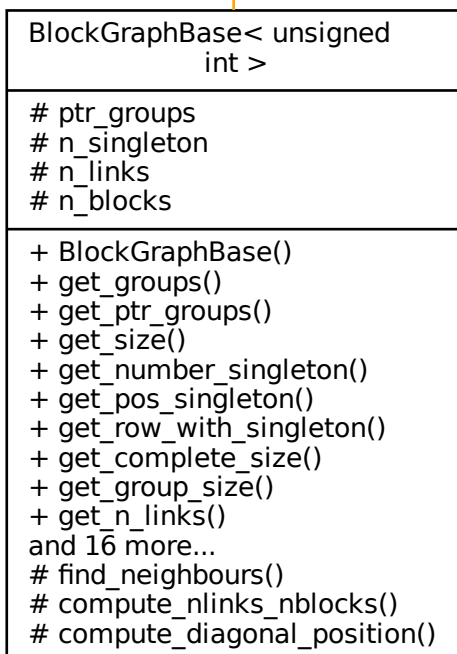 BlockGraphBase< unsigned
int >
# ptr_groups
# n_singleton
# n_links
# n_blocks
+ BlockGraphBase()
+ get_groups()
+ get_ptr_groups()
+ get_size()
+ get_number_singleton()
+ get_pos_singleton()
+ get_row_with_singleton()
+ get_complete_size()
+ get_group_size()
+ get_n_links()
and 16 more...
# find_neighbours()
# compute_nlinks_nblocks()
# compute_diagonal_position()